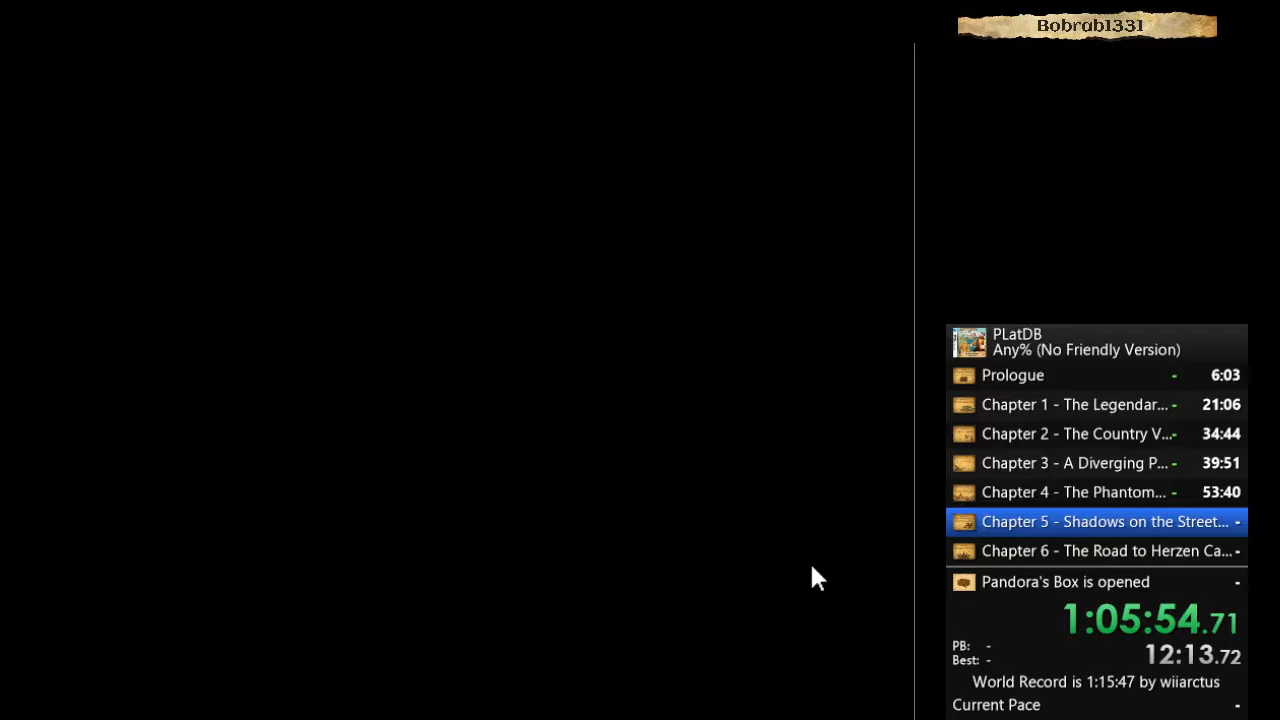 Bobrab1331
PLatDB
Any% (No Friendly Version)
Prologue - 6:03
Chapter 1 - The Legendar... - 21:06
Chapter 2 - The Country V... - 34:44
Chapter 3 - A Diverging P... - 39:51
Chapter 4 - The Phantom... - 53:40
Chapter 5 - Shadows on the Street... -
Chapter 6 - The Road to Herzen Ca... -
Pandora's Box is opened -
1:05:54.71
PB: -
Best: -
12:13.72
World Record is 1:15:47 by wiiarctus
Current Pace -